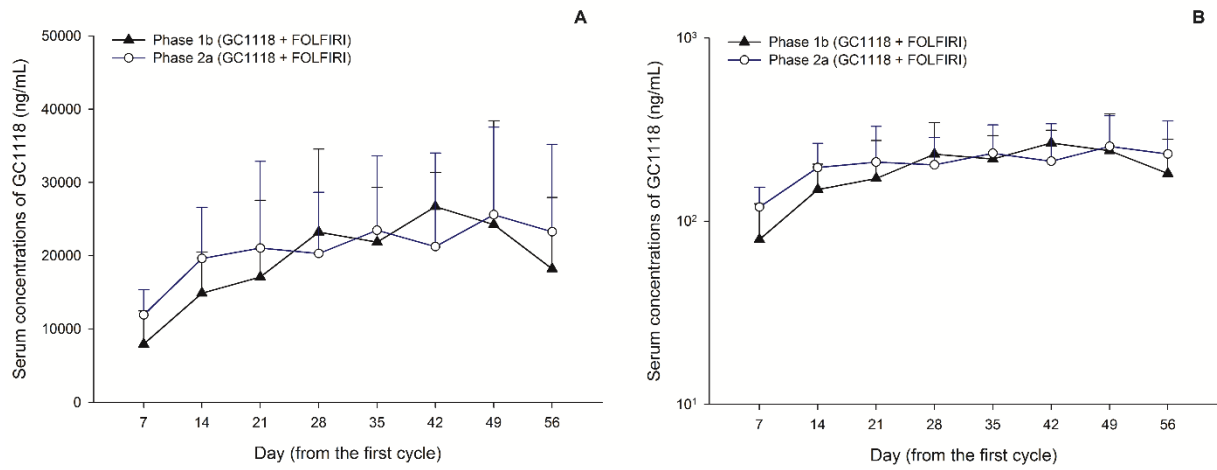 A
Phase 1b (GC1118 + FOLFIRI)
Phase 2a (GC1118 + FOLFIRI)
Serum concentrations of GC1118 (ng/mL)
50000
40000
30000
20000
10000
0
7 14 21 28 35 42 49 56
Day (from the first cycle)
B
Phase 1b (GC1118 + FOLFIRI)
Phase 2a (GC1118 + FOLFIRI)
Serum concentrations of GC1118 (ng/mL)
10³
10²
10¹
7 14 21 28 35 42 49 56
Day (from the first cycle)